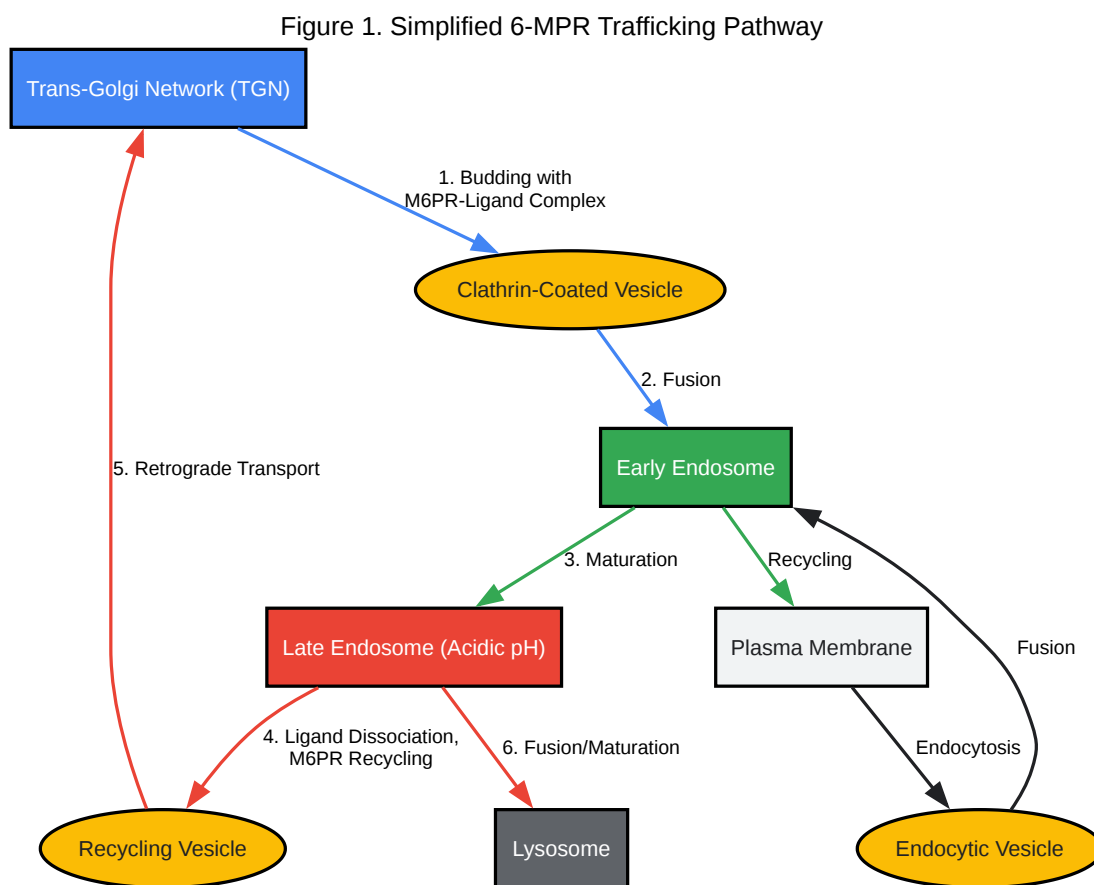 Figure 1. Simplified 6-MPR Trafficking Pathway
Trans-Golgi Network (TGN)
1. Budding with
M6PR-Ligand Complex
Clathrin-Coated Vesicle
2. Fusion
Early Endosome
5. Retrograde Transport
3. Maturation
Recycling
Late Endosome (Acidic pH)
Plasma Membrane
Fusion
4. Ligand Dissociation,
M6PR Recycling
6. Fusion/Maturation
Endocytosis
Recycling Vesicle
Lysosome
Endocytic Vesicle